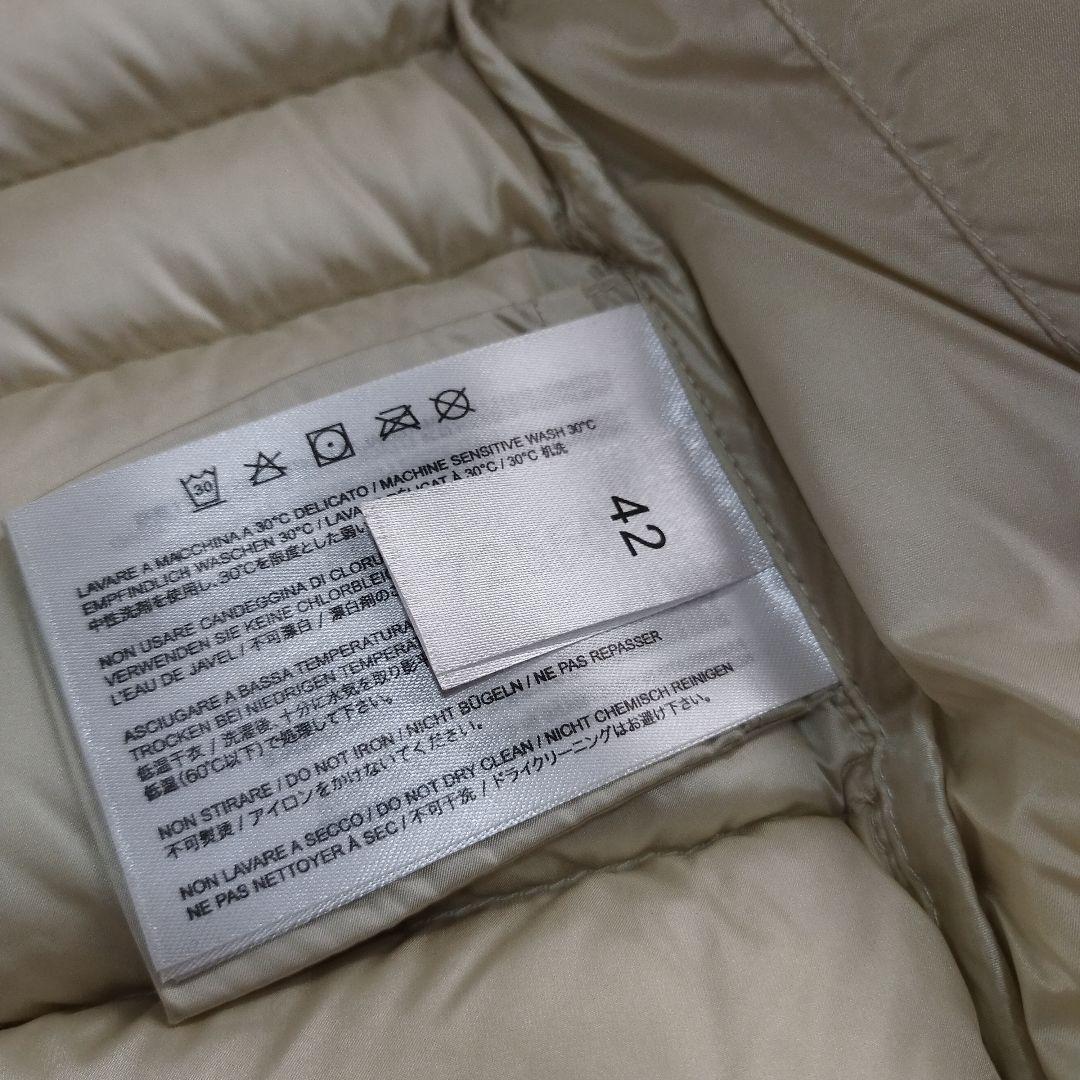 30
LAVARE A MACCHINA A 30°C DELICATO / MACHINE SENSITIVE WASH 30°C
EMPFINDLICH WASCHEN 30°C / LAVA À 30°C / 30°C 机洗
中性洗剤を使用し、30℃を限度とした弱い
42
NON USARE CANDEGGINA DI CLORU
VERWENDEN SIE KEINE CHLORBLEIC
L'EAU DE JAVEL / 不可漂白 / 漂白剤の
ASCIUGARE A BASSA TEMPERATURA
TROCKEN BEI NIEDRIGEN TEMPERAT
低温干衣 / 洗濯後、十分に水気を取り影
低温(60℃以下)で処理して下さい。
NON STIRARE / DO NOT IRON / NICHT BÜGELN / NE PAS REPASSER
不可熨烫 / アイロンをかけないでください。
NON LAVARE A SECCO / DO NOT DRY CLEAN / NICHT CHEMISCH REINIGEN
NE PAS NETTOYER À SEC / 不可干洗 / ドライクリーニングはお避け下さい。